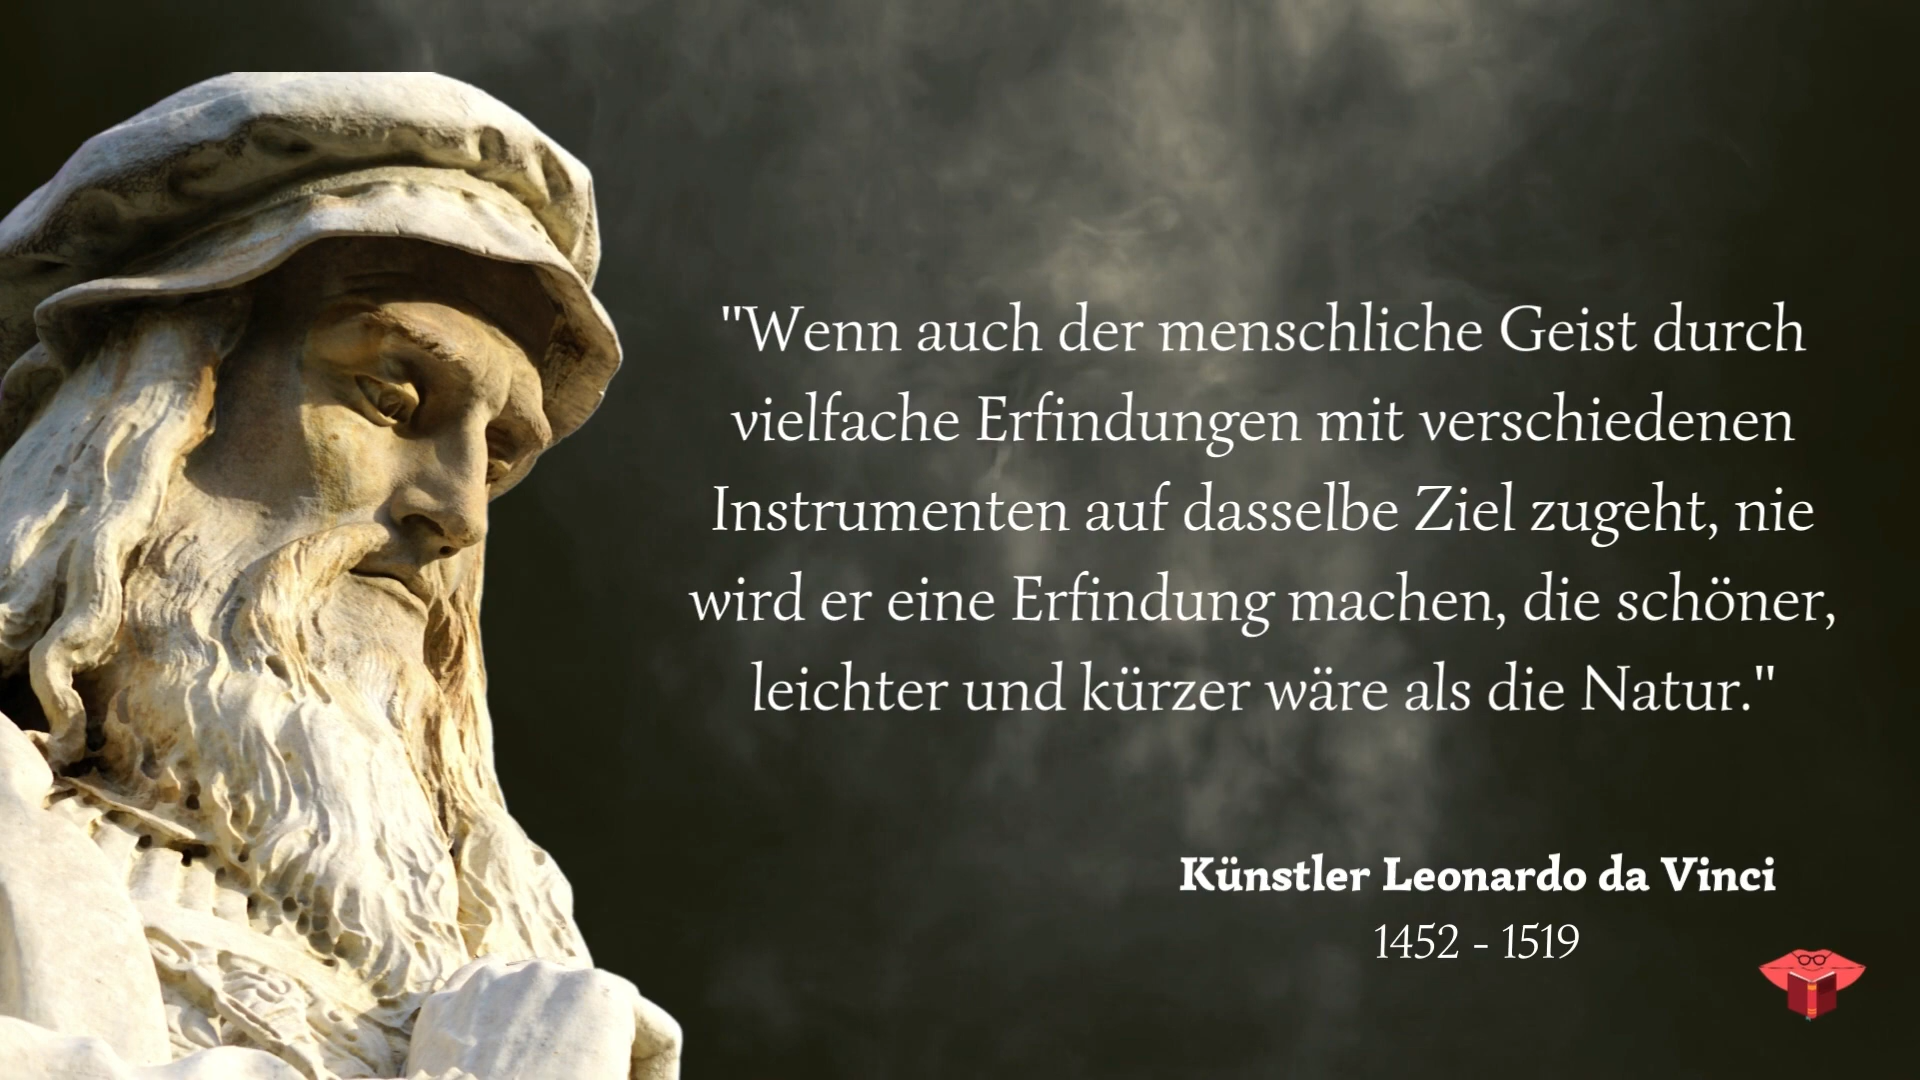 "Wenn auch der menschliche Geist durch
vielfache Erfindungen mit verschiedenen
Instrumenten auf dasselbe Ziel zugeht, nie
wird er eine Erfindung machen, die schöner,
leichter und kürzer wäre als die Natur."
Künstler Leonardo da Vinci
1452 - 1519